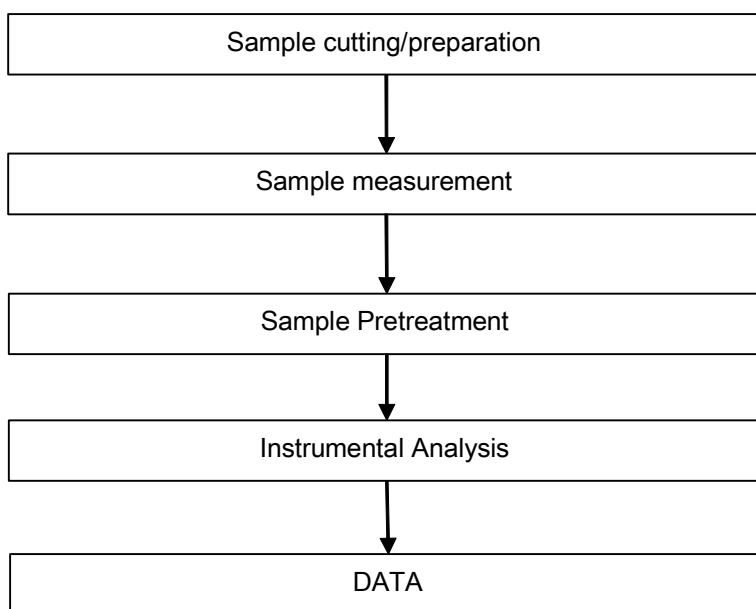 Sample cutting/preparation
Sample measurement
Sample Pretreatment
Instrumental Analysis
DATA